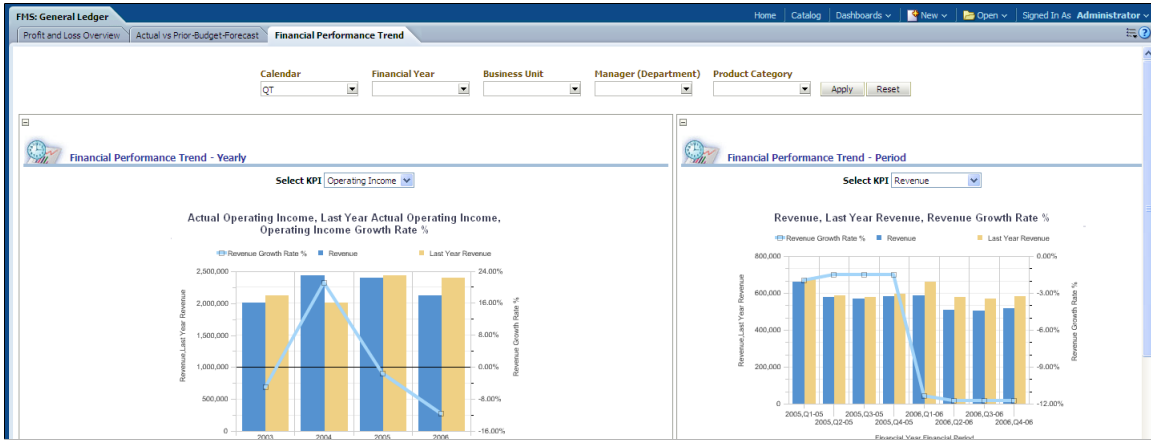 FMS: General Ledger
Home Catalog Dashboards New Open Signed In As Administrator
Profit and Loss Overview Actual vs Prior-Budget-Forecast Financial Performance Trend
Calendar Financial Year Business Unit Manager (Department) Product Category
QT Apply Reset
Financial Performance Trend - Yearly
Select KPI Operating Income
Actual Operating Income, Last Year Actual Operating Income,
Operating Income Growth Rate %
Revenue Growth Rate % Revenue Last Year Revenue
2,500,000
2,000,000
1,500,000
1,000,000
500,000
0
Revenue,Last Year Revenue
24.00%
16.00%
8.00%
0.00%
-8.00%
-16.00%
Revenue Growth Rate %
2003 2004 2005 2006
Financial Performance Trend - Period
Select KPI Revenue
Revenue, Last Year Revenue, Revenue Growth Rate %
Revenue Growth Rate % Revenue Last Year Revenue
800,000
600,000
400,000
200,000
0
Revenue,Last Year Revenue
0.00%
-3.00%
-6.00%
-9.00%
-12.00%
Revenue Growth Rate %
2005,Q1-05 2005,Q3-05 2006,Q1-06 2006,Q3-06
2005,Q2-05 2005,Q4-05 2006,Q2-06 2006,Q4-06
Financial Year Financial Period